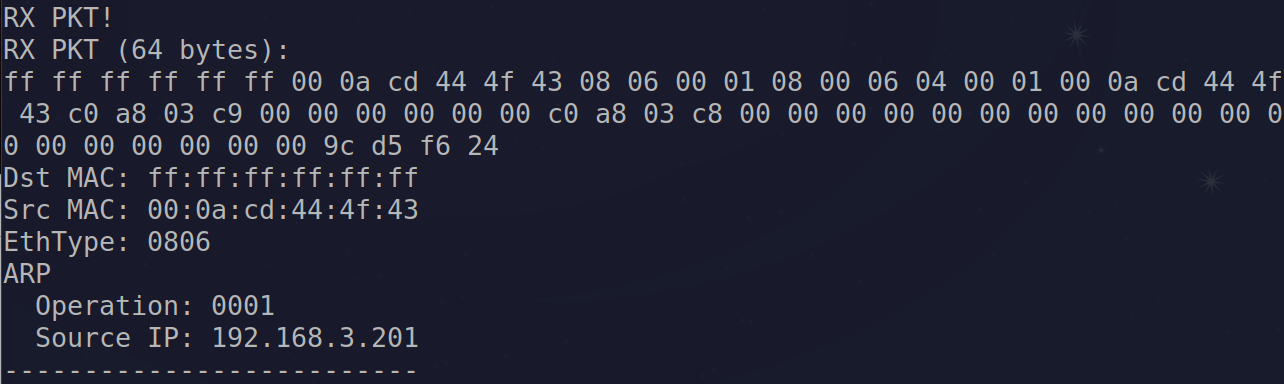 RX PKT!
RX PKT (64 bytes):
ff ff ff ff ff ff 00 0a cd 44 4f 43 08 06 00 01 08 00 06 04 00 01 00 0a cd 44 4f
 43 c0 a8 03 c9 00 00 00 00 00 00 c0 a8 03 c8 00 00 00 00 00 00 00 00 00 00 00 0
0 00 00 00 00 00 00 9c d5 f6 24
Dst MAC: ff:ff:ff:ff:ff:ff
Src MAC: 00:0a:cd:44:4f:43
EthType: 0806
ARP
  Operation: 0001
  Source IP: 192.168.3.201
--------------------------